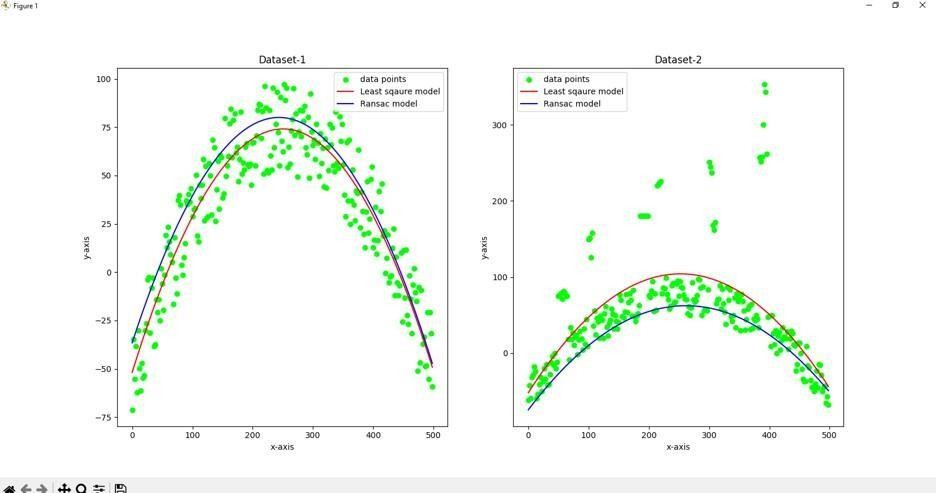 Figure 1
Dataset-1
data points
Least sqaure model
Ransac model
100
75
50
25
0
−25
−50
−75
y-axis
0 100 200 300 400 500
x-axis
Dataset-2
data points
Least sqaure model
Ransac model
300
200
100
0
y-axis
0 100 200 300 400 500
x-axis